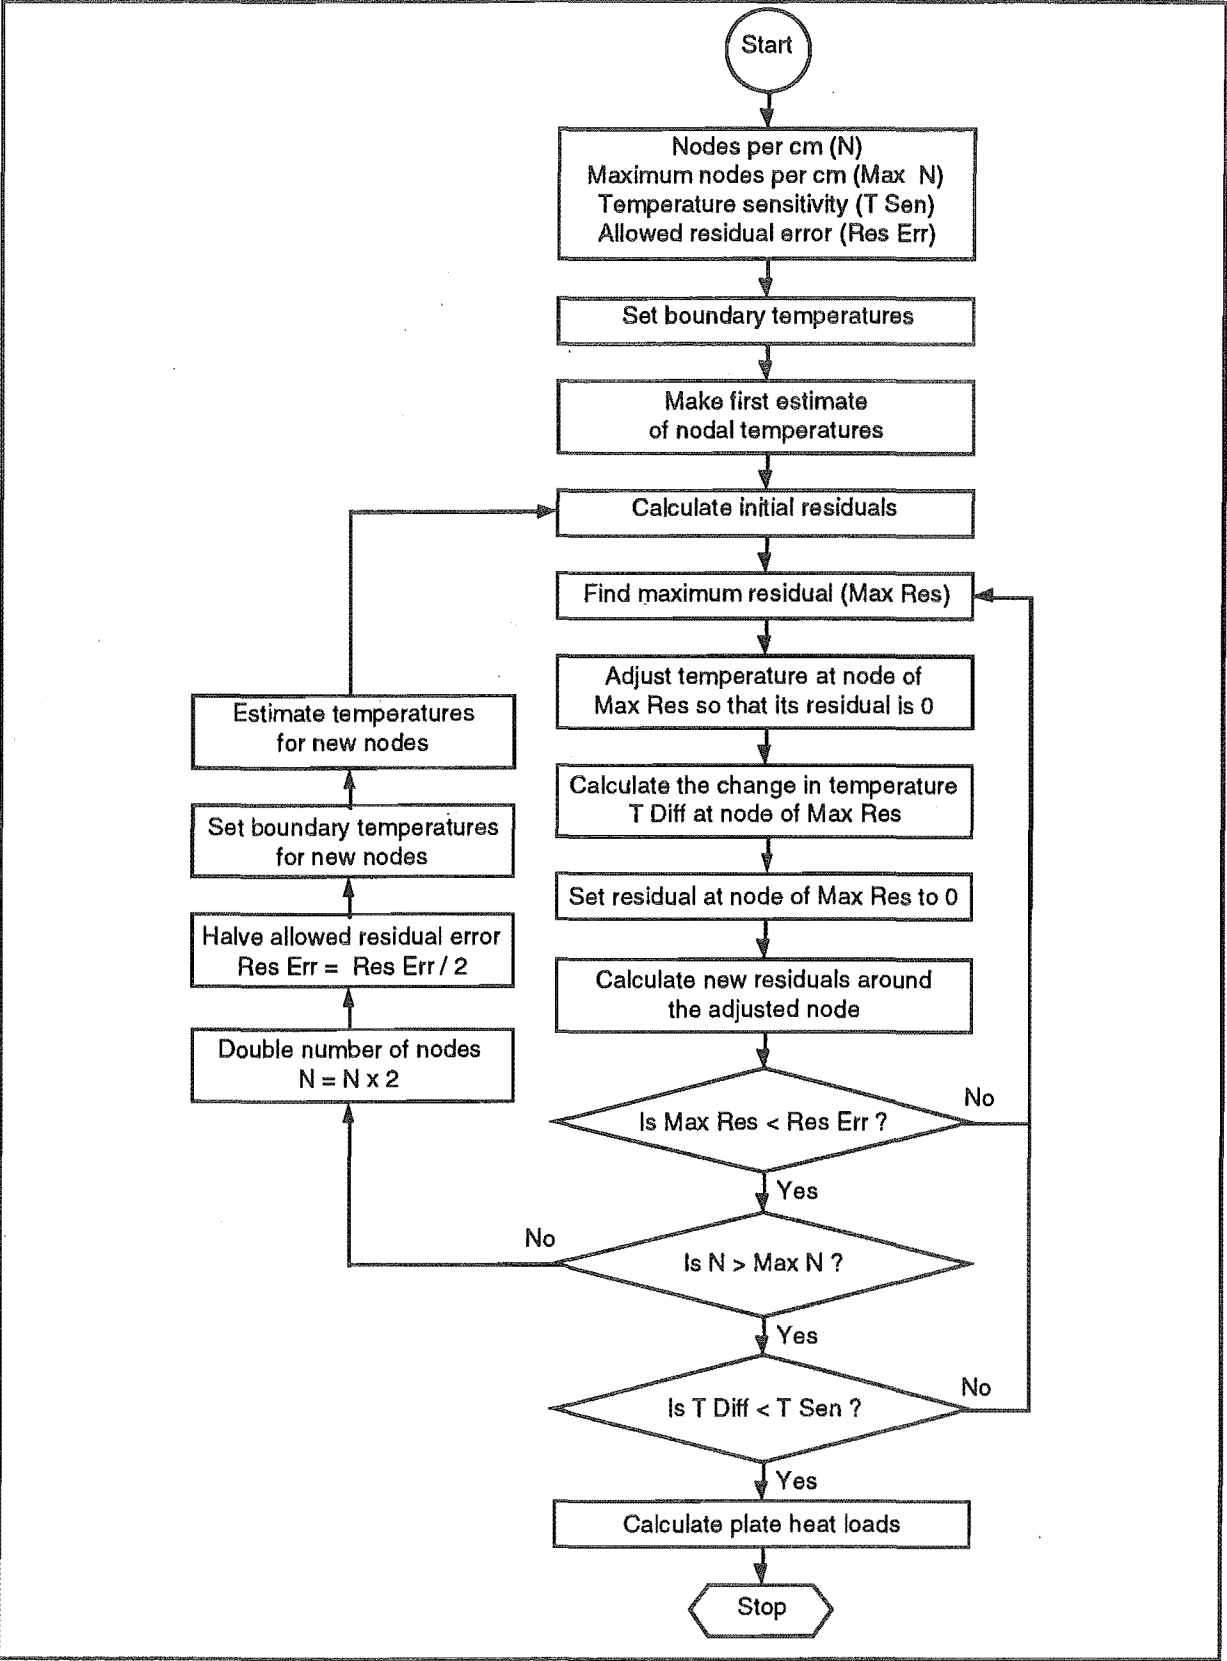 Start
Nodes per cm (N)
Maximum nodes per cm (Max N)
Temperature sensitivity (T Sen)
Allowed residual error (Res Err)
Set boundary temperatures
Make first estimate
of nodal temperatures
Calculate initial residuals
Find maximum residual (Max Res)
Adjust temperature at node of
Max Res so that its residual is 0
Calculate the change in temperature
T Diff at node of Max Res
Set residual at node of Max Res to 0
Calculate new residuals around
the adjusted node
Is Max Res < Res Err ?
No
Yes
Is N > Max N ?
No
Yes
Is T Diff < T Sen ?
No
Yes
Calculate plate heat loads
Stop
Double number of nodes
N = N x 2
Halve allowed residual error
Res Err = Res Err / 2
Set boundary temperatures
for new nodes
Estimate temperatures
for new nodes